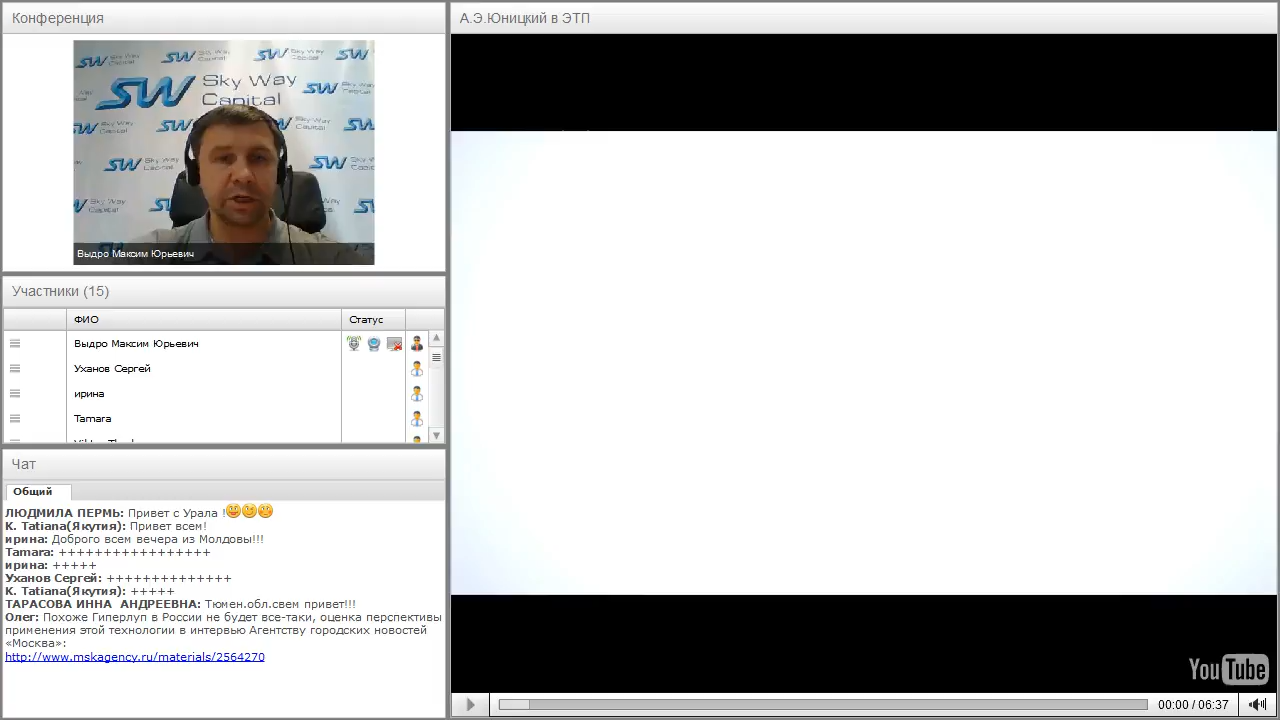 Конференция
SW Sky Way Capital
Выдро Максим Юрьевич
Участники (15)
ФИО Статус
Выдро Максим Юрьевич
Уханов Сергей
ирина
Tamara
Чат
Общий
ЛЮДМИЛА ПЕРМЬ: Привет с Урала !
K. Tatiana(Якутия): Привет всем!
ирина: Доброго всем вечера из Молдовы!!!
Tamara: +++++++++++++++++
ирина: +++++
Уханов Сергей: ++++++++++++++
K. Tatiana(Якутия): +++++
ТАРАСОВА ИННА АНДРЕЕВНА: Тюмен.обл.свем привет!!!
Олег: Похоже Гиперлуп в России не будет все-таки, оценка перспективы
применения этой технологии в интервью Агентству городских новостей
«Москва»:
http://www.mskagency.ru/materials/2564270
А.Э.Юницкий в ЭТП
YouTube
00:00 / 06:37